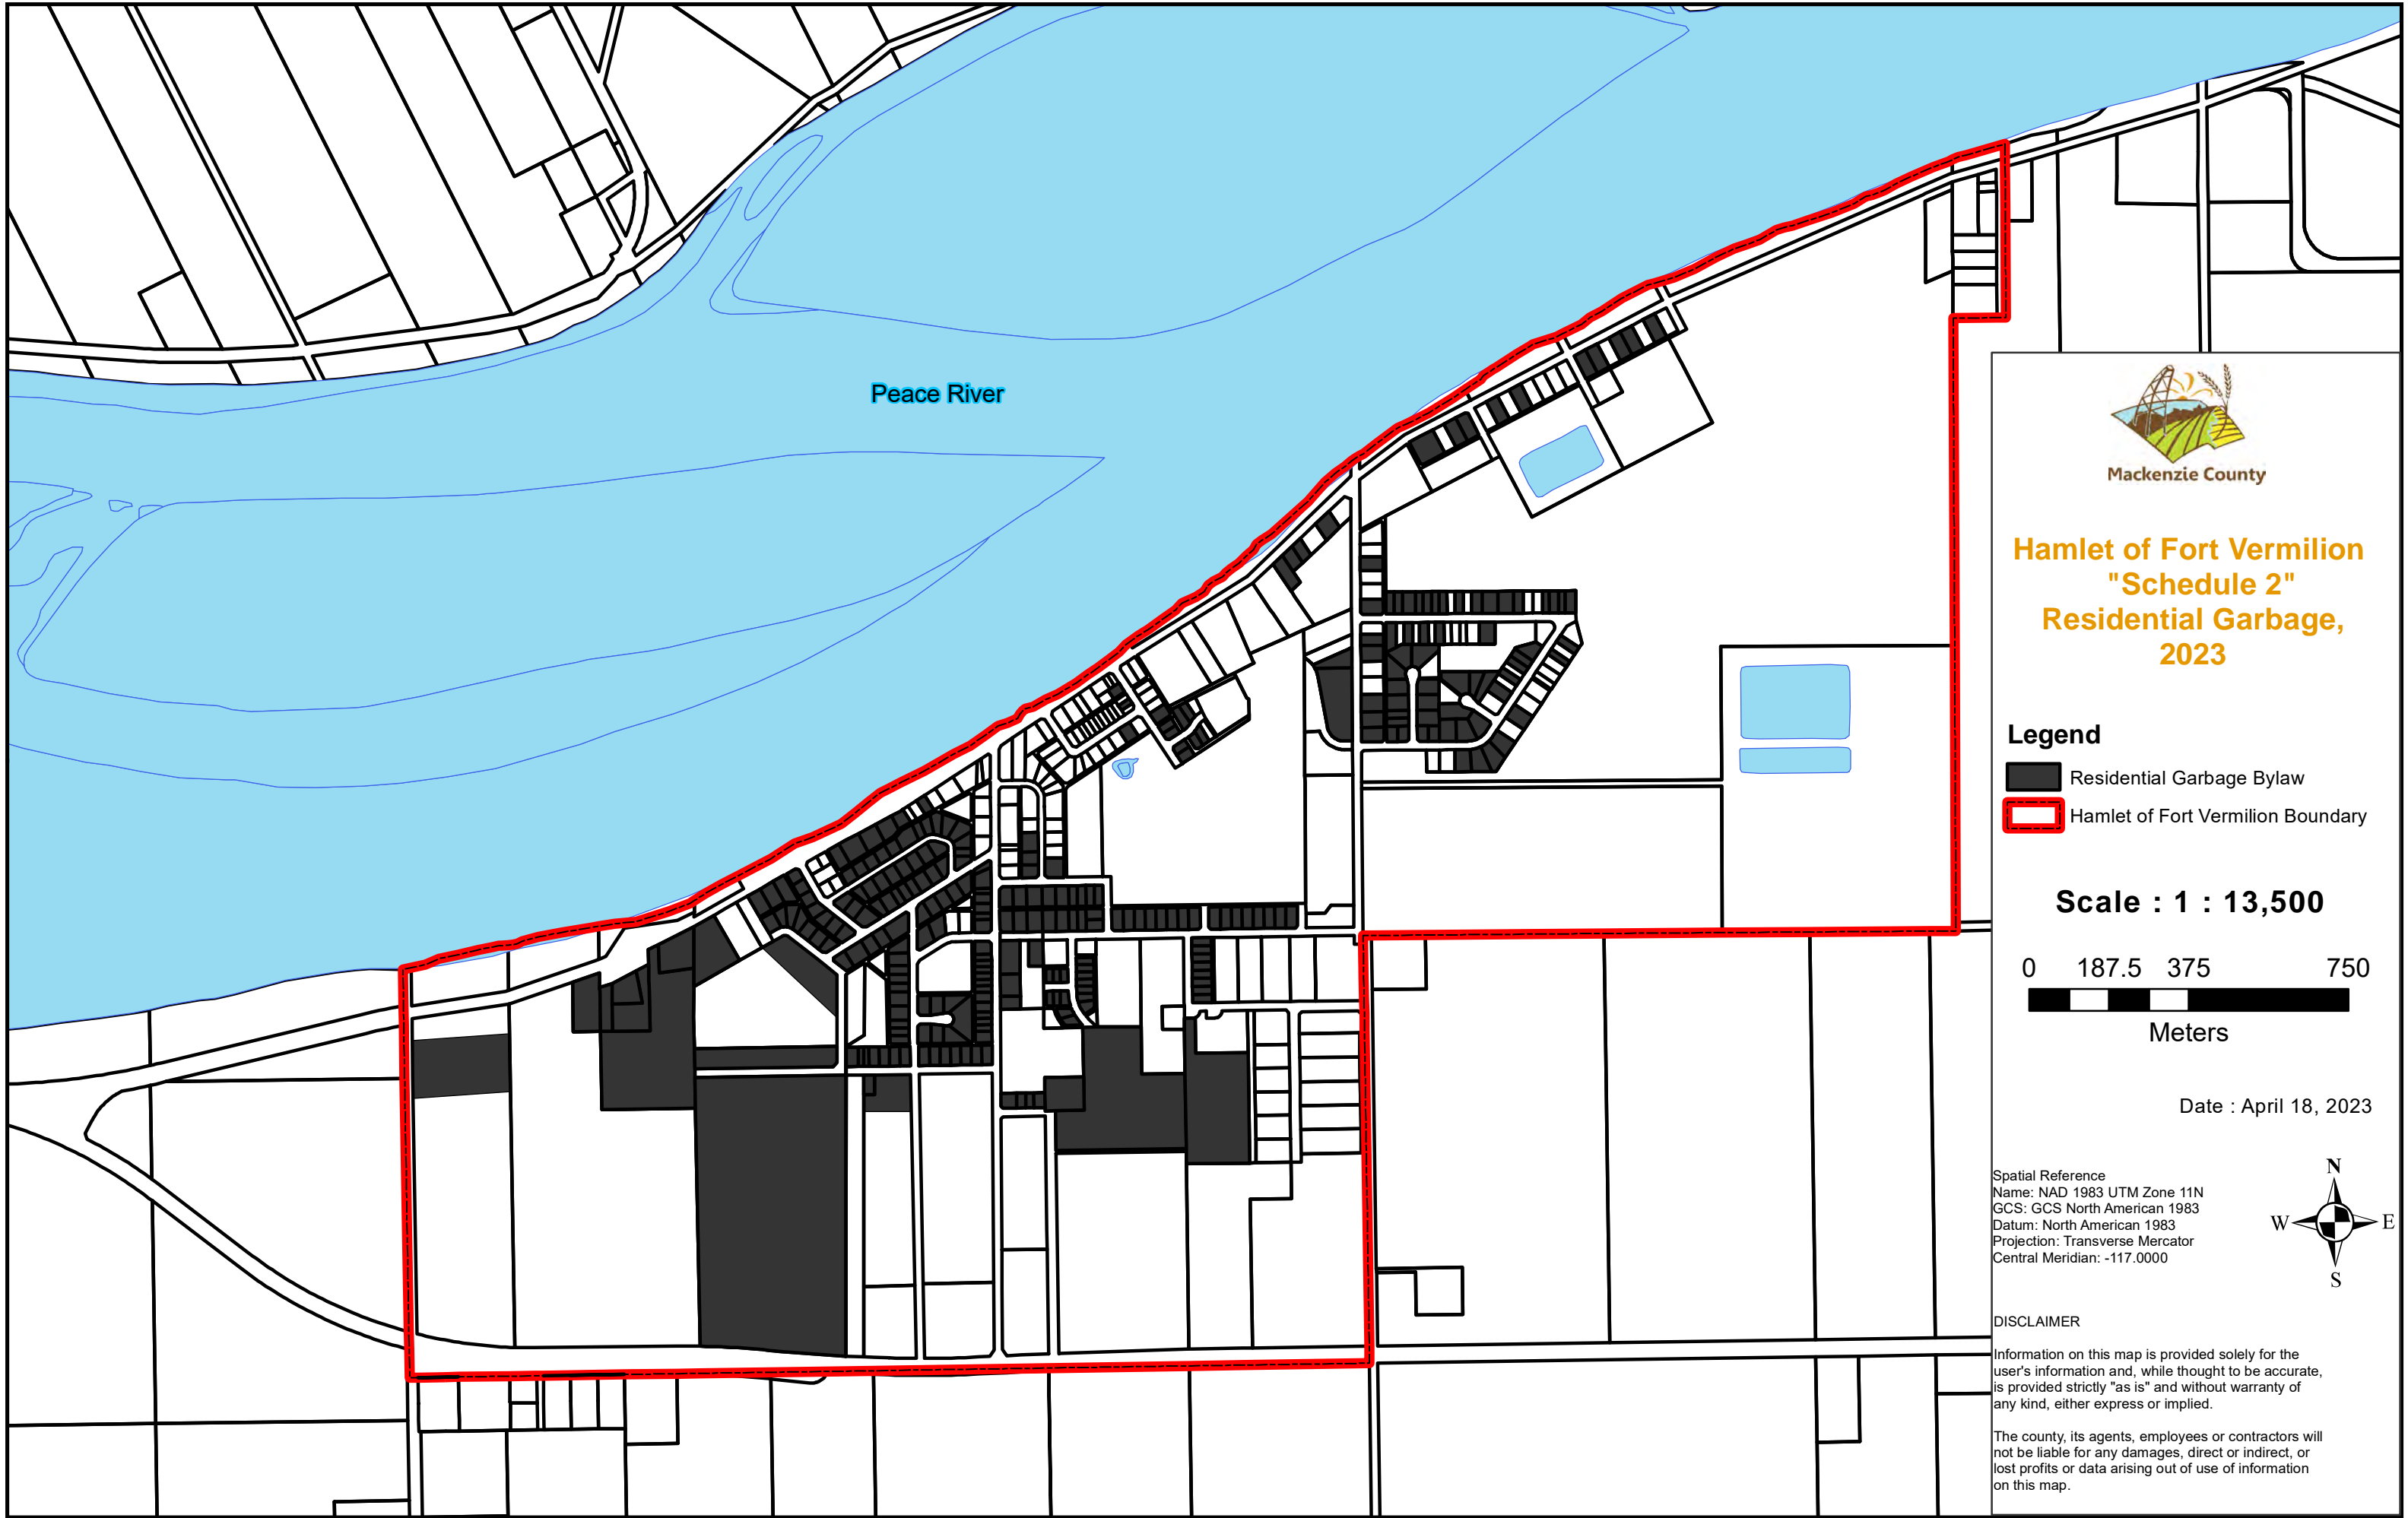 Peace River
Mackenzie County
Hamlet of Fort Vermilion
"Schedule 2"
Residential Garbage,
2023
Legend
Residential Garbage Bylaw
Hamlet of Fort Vermilion Boundary
Scale : 1 : 13,500
0 187.5 375 750
Meters
Date : April 18, 2023
Spatial Reference
Name: NAD 1983 UTM Zone 11N
GCS: GCS North American 1983
Datum: North American 1983
Projection: Transverse Mercator
Central Meridian: -117.0000
N
W E
S
DISCLAIMER
Information on this map is provided solely for the
user's information and, while thought to be accurate,
is provided strictly "as is" and without warranty of
any kind, either express or implied.
The county, its agents, employees or contractors will
not be liable for any damages, direct or indirect, or
lost profits or data arising out of use of information
on this map.